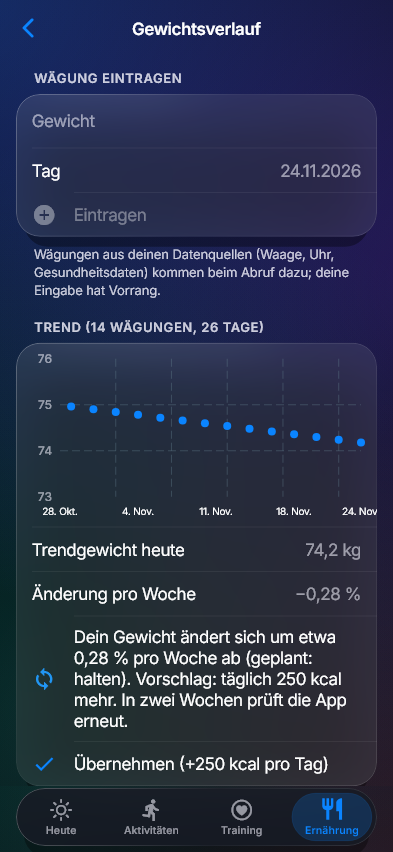 Gewichtsverlauf
WÄGUNG EINTRAGEN
Gewicht
Tag 24.11.2026
Eintragen
Wägungen aus deinen Datenquellen (Waage, Uhr,
Gesundheitsdaten) kommen beim Abruf dazu; deine
Eingabe hat Vorrang.
TREND (14 WÄGUNGEN, 26 TAGE)
76
75
74
73
28. Okt. 4. Nov. 11. Nov. 18. Nov. 24. Nov
Trendgewicht heute 74,2 kg
Änderung pro Woche −0,28 %
Dein Gewicht ändert sich um etwa
0,28 % pro Woche ab (geplant:
halten). Vorschlag: täglich 250 kcal
mehr. In zwei Wochen prüft die App
erneut.
Übernehmen (+250 kcal pro Tag)
Heute Aktivitäten Training Ernährung